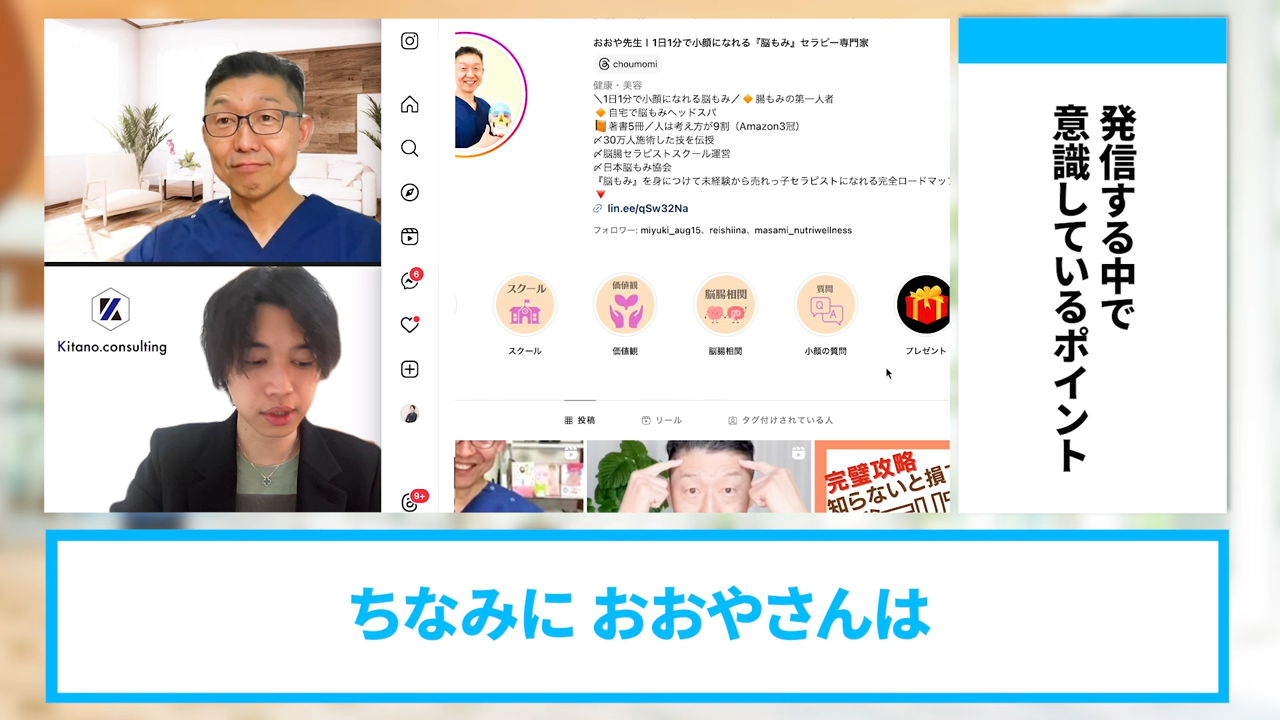 Kitano.consulting
6
9+
おおや先生 | 1日1分で小顔になれる『脳もみ』セラピー専門家
choumomi
健康・美容
＼1日1分で小顔になれる脳もみ／🔸腸もみの第一人者
🔸自宅で脳もみヘッドスパ
📙著書5冊／人は考え方が9割（Amazon3冠）
〆30万人施術した技を伝授
〆脳腸セラピストスクール運営
〆日本脳もみ協会
『脳もみ』を身につけて未経験から売れっ子セラピストになれる完全ロードマップ
🔻
lin.ee/qSw32Na
フォロワー: miyuki_aug15、reishiina、masami_nutriwellness
スクール
価値観
脳腸相関
質問
Q
A
スクール
価値観
脳腸相関
小顔の質問
プレゼント
投稿
リール
タグ付けされている人
完璧攻略
知らないと損
発信する中で
意識しているポイント
ちなみに おおやさんは